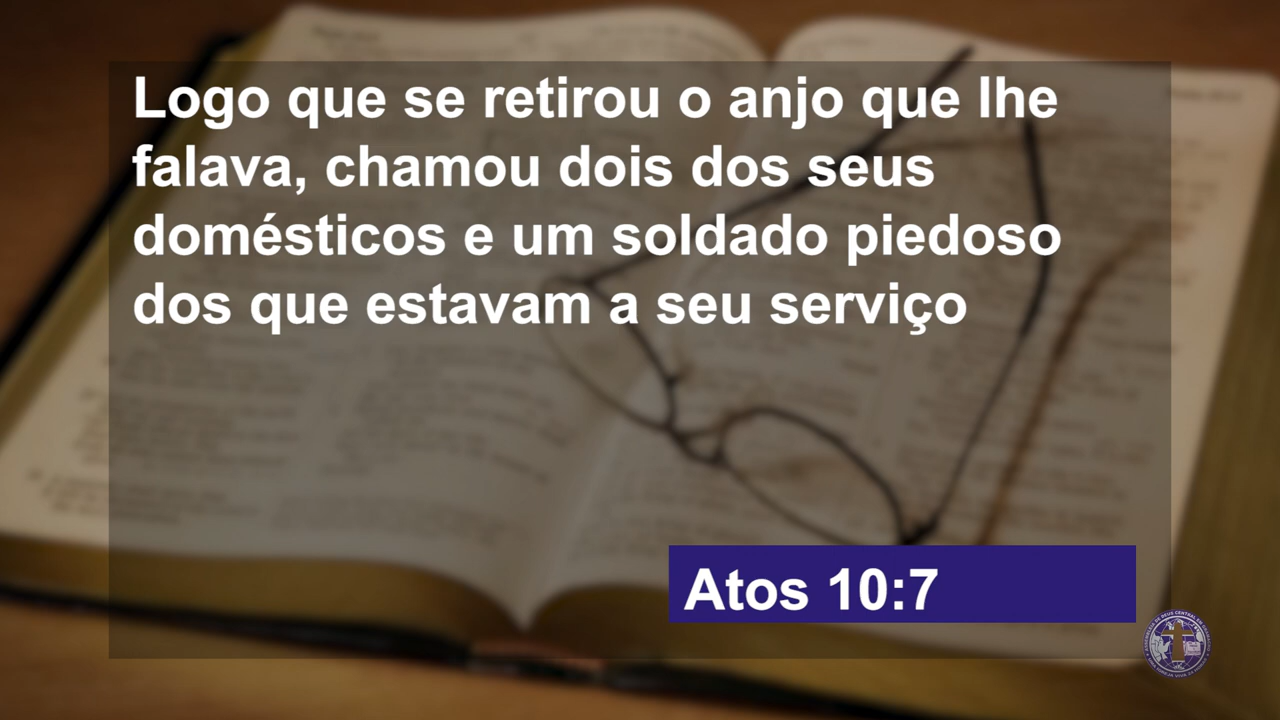 Logo que se retirou o anjo que lhe
falava, chamou dois dos seus
domésticos e um soldado piedoso
dos que estavam a seu serviço
Atos 10:7